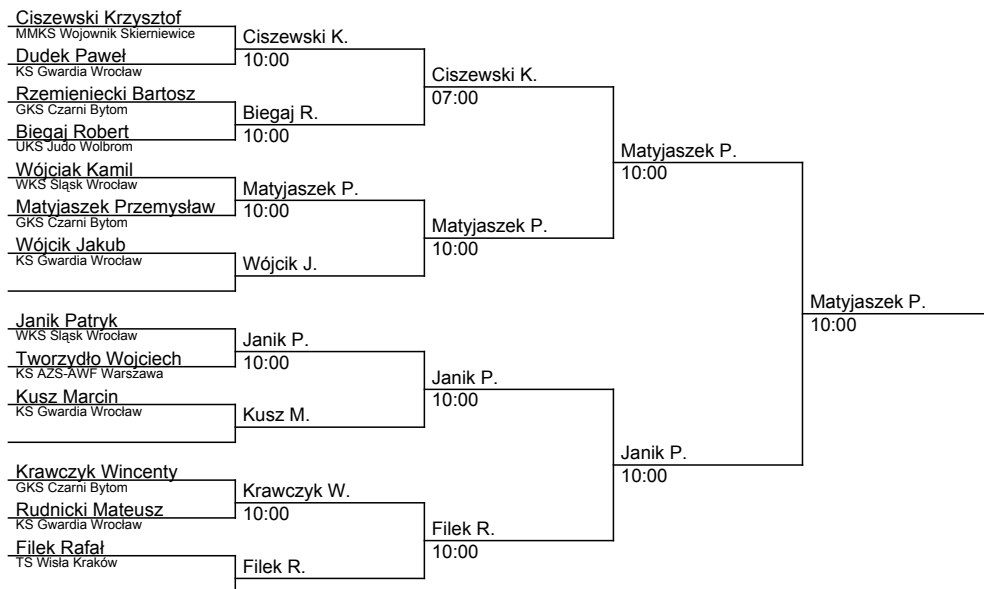 Ciszewski Krzysztof
MMKS Wojownik Skierniewice
Ciszewski K.
10:00
Dudek Paweł
KS Gwardia Wrocław
Ciszewski K.
07:00
Rzemieniecki Bartosz
GKS Czarni Bytom
Biegaj R.
10:00
Biegaj Robert
UKS Judo Wolbrom
Matyjaszek P.
10:00
Wójciak Kamil
WKS Śląsk Wrocław
Matyjaszek P.
10:00
Matyjaszek Przemysław
GKS Czarni Bytom
Matyjaszek P.
10:00
Wójcik Jakub
KS Gwardia Wrocław
Wójcik J.
Matyjaszek P.
10:00
Janik Patryk
WKS Śląsk Wrocław
Janik P.
10:00
Tworzydło Wojciech
KS AZS-AWF Warszawa
Janik P.
10:00
Kusz Marcin
KS Gwardia Wrocław
Kusz M.
Janik P.
10:00
Krawczyk Wincenty
GKS Czarni Bytom
Krawczyk W.
10:00
Rudnicki Mateusz
KS Gwardia Wrocław
Filek R.
10:00
Filek Rafał
TS Wisła Kraków
Filek R.